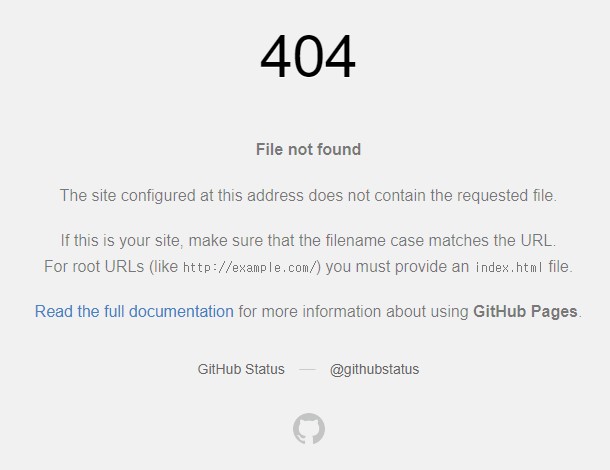 404
File not found
The site configured at this address does not contain the requested file.
If this is your site, make sure that the filename case matches the URL.
For root URLs (like http://example.com/) you must provide an index.html file.
Read the full documentation for more information about using GitHub Pages.
GitHub Status — @githubstatus